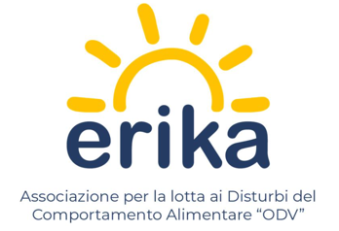 erika
Associazione per la lotta ai Disturbi del
Comportamento Alimentare “ODV”